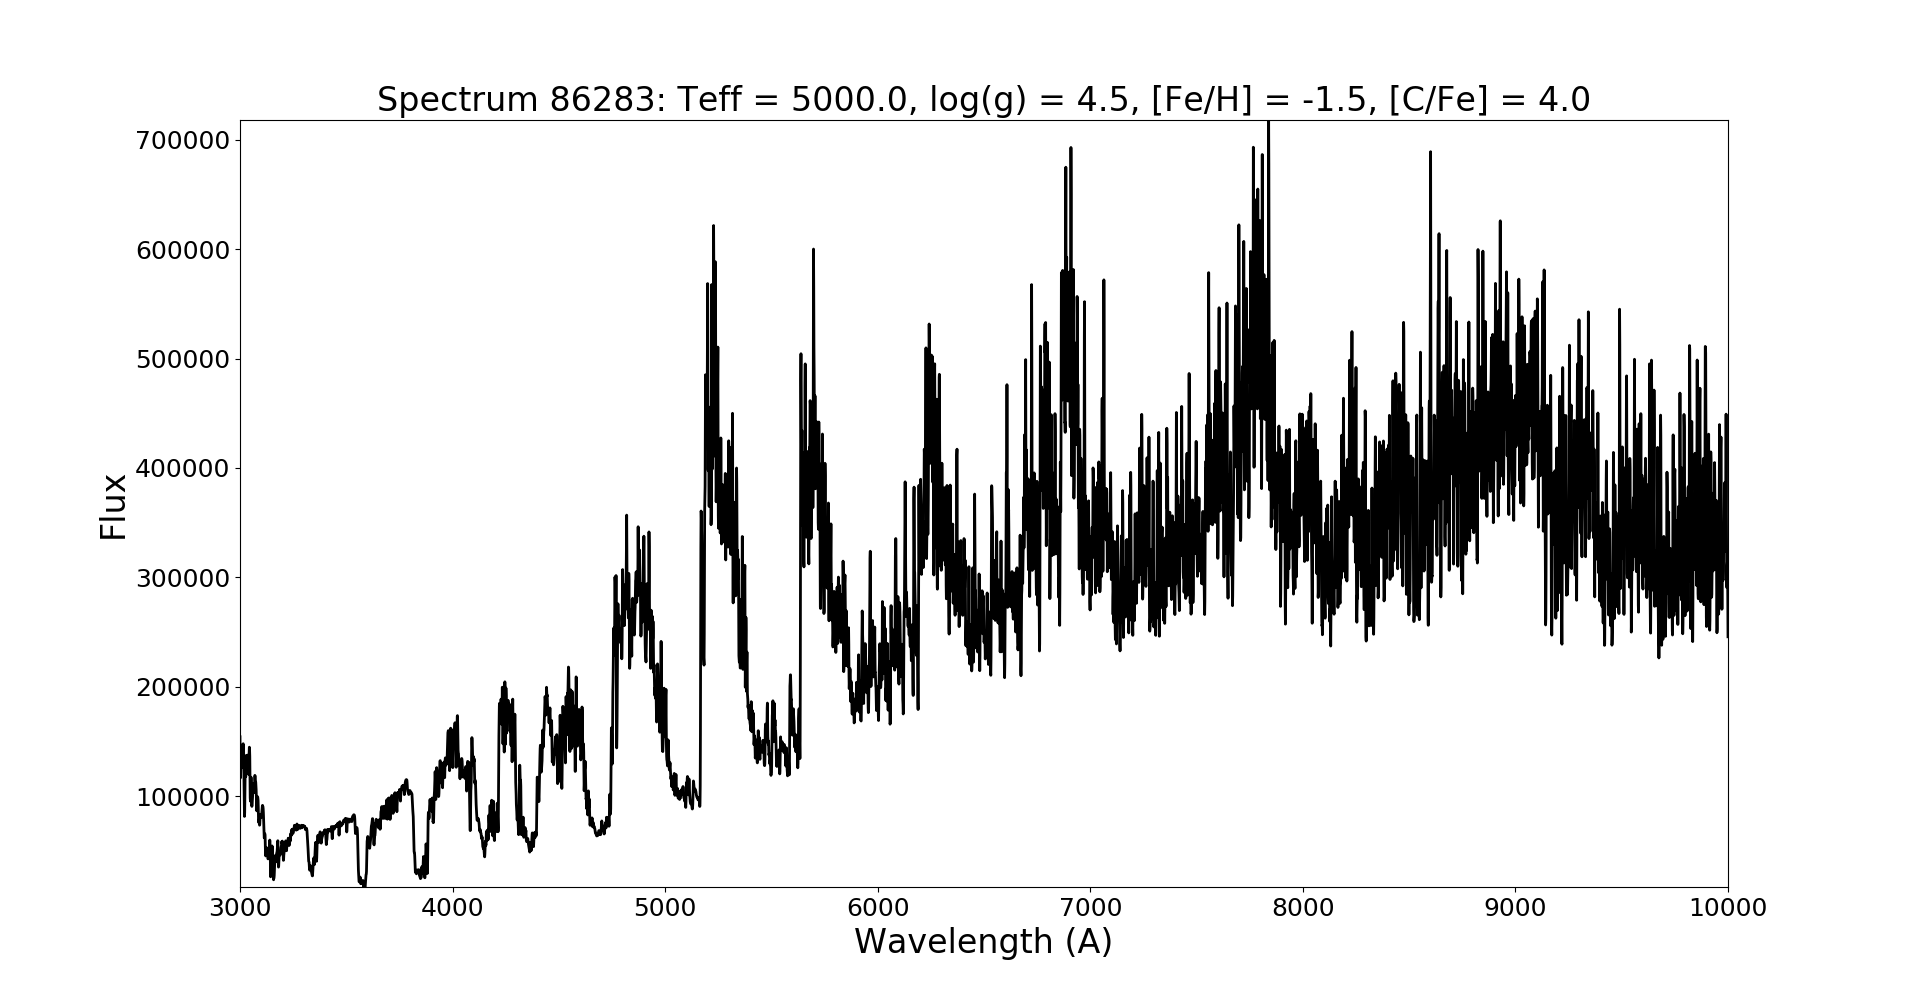 Spectrum 86283: Teff = 5000.0, log(g) = 4.5, [Fe/H] = -1.5, [C/Fe] = 4.0
700000
600000
500000
400000
300000
200000
100000
Flux
3000 4000 5000 6000 7000 8000 9000 10000
Wavelength (A)